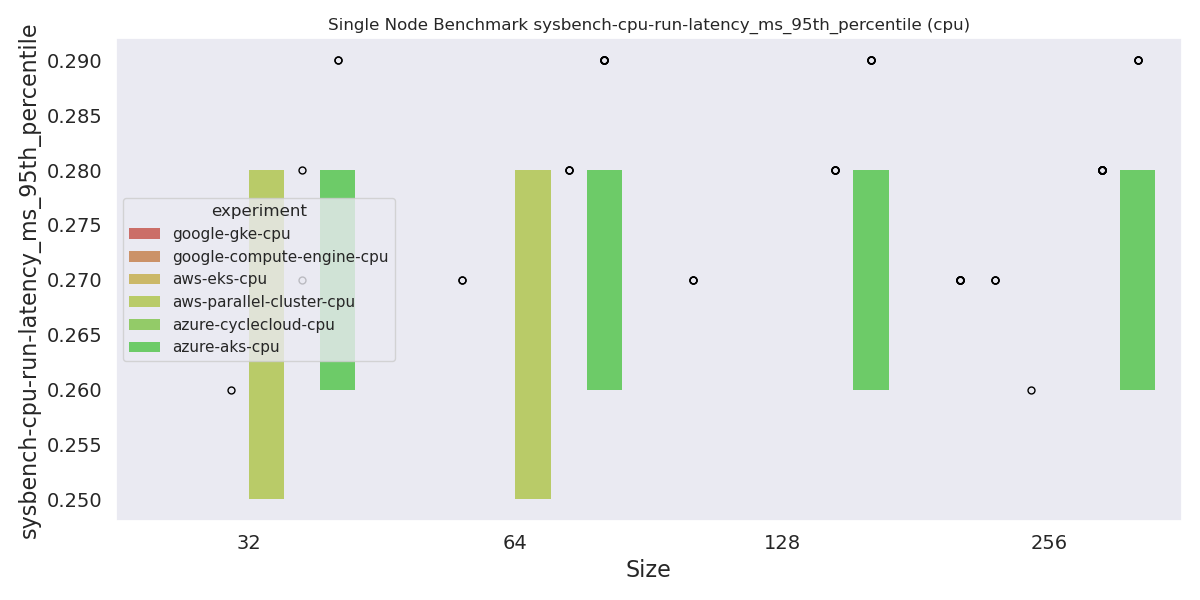 Single Node Benchmark sysbench-cpu-run-latency_ms_95th_percentile (cpu)
sysbench-cpu-run-latency_ms_95th_percentile
0.290
0.285
0.280
0.275
0.270
0.265
0.260
0.255
0.250
experiment
google-gke-cpu
google-compute-engine-cpu
aws-eks-cpu
aws-parallel-cluster-cpu
azure-cyclecloud-cpu
azure-aks-cpu
32 64 128 256
Size